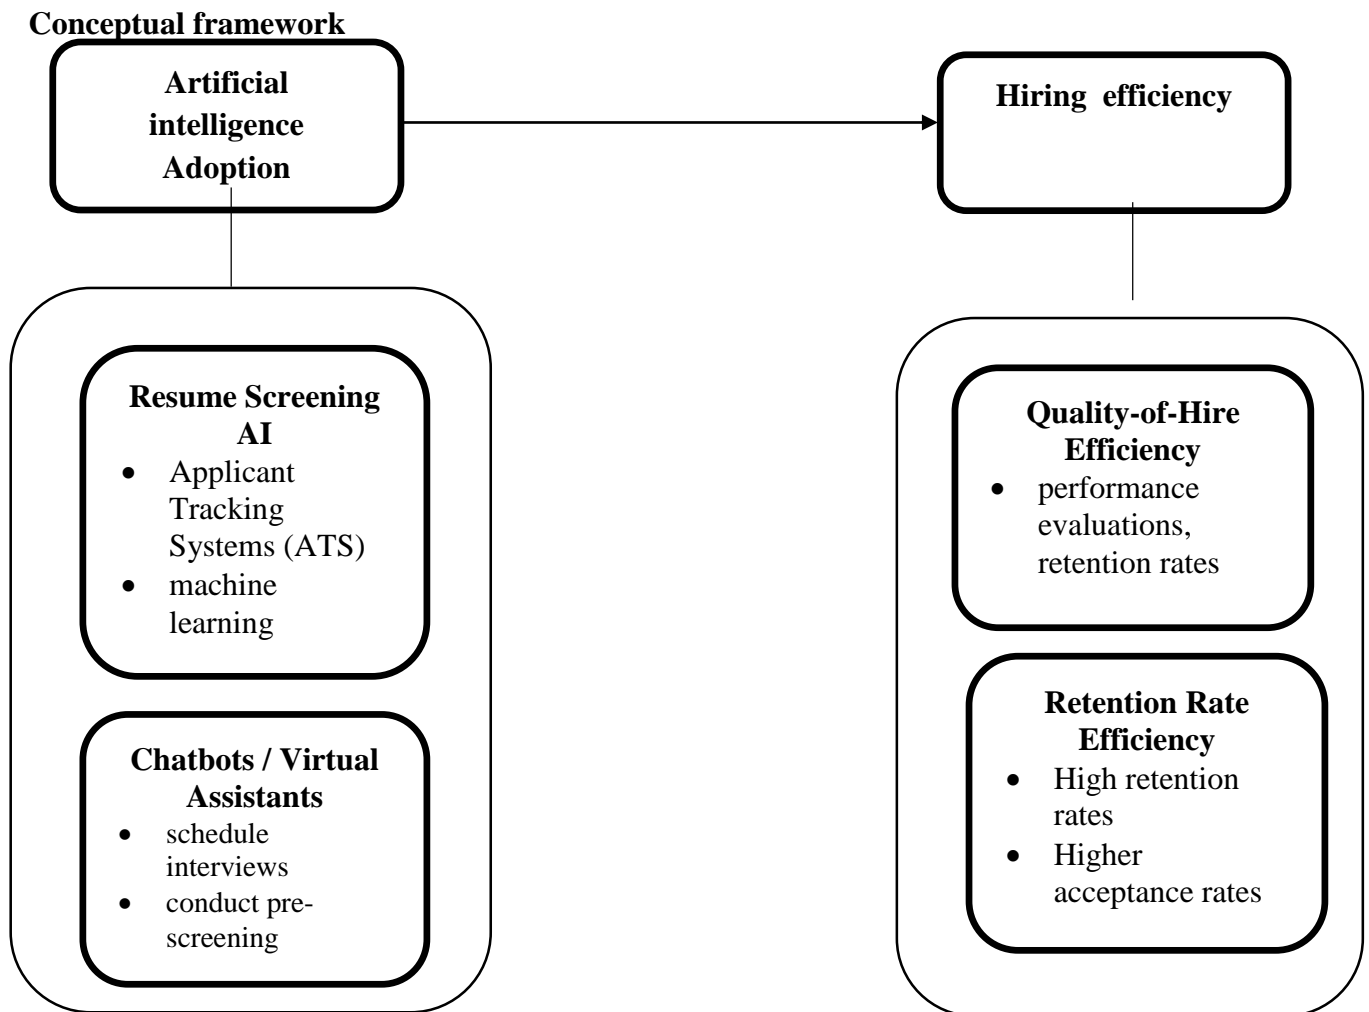 Conceptual framework
Artificial
intelligence
Adoption
Hiring  efficiency
Resume Screening
AI
• Applicant
Tracking
Systems (ATS)
• machine
learning
Chatbots / Virtual
Assistants
• schedule
interviews
• conduct pre-
screening
Quality-of-Hire
Efficiency
• performance
evaluations,
retention rates
Retention Rate
Efficiency
• High retention
rates
• Higher
acceptance rates